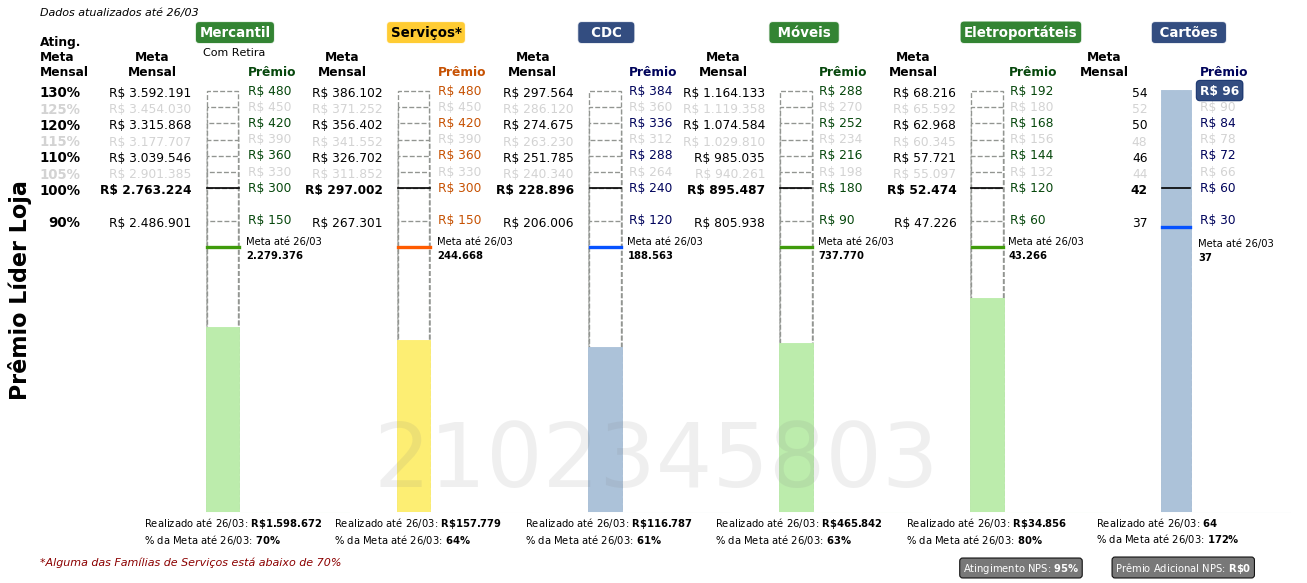 Dados atualizados até 26/03
Mercantil Serviços* CDC Móveis Eletroportáteis Cartões
Com Retira
Ating. Meta Mensal Meta Mensal Prêmio Meta Mensal Prêmio Meta Mensal Prêmio Meta Mensal Prêmio Meta Mensal Prêmio Meta Mensal Prêmio
130% R$ 3.592.191 R$ 480 R$ 386.102 R$ 480 R$ 297.564 R$ 384 R$ 1.164.133 R$ 288 R$ 68.216 R$ 192 54 R$ 96
125% R$ 3.454.030 R$ 450 R$ 371.252 R$ 450 R$ 286.120 R$ 360 R$ 1.119.358 R$ 270 R$ 65.592 R$ 180 52 R$ 90
120% R$ 3.315.868 R$ 420 R$ 356.402 R$ 420 R$ 274.675 R$ 336 R$ 1.074.584 R$ 252 R$ 62.968 R$ 168 50 R$ 84
115% R$ 3.177.707 R$ 390 R$ 341.552 R$ 390 R$ 263.230 R$ 312 R$ 1.029.810 R$ 234 R$ 60.345 R$ 156 48 R$ 78
110% R$ 3.039.546 R$ 360 R$ 326.702 R$ 360 R$ 251.785 R$ 288 R$ 985.035 R$ 216 R$ 57.721 R$ 144 46 R$ 72
105% R$ 2.901.385 R$ 330 R$ 311.852 R$ 330 R$ 240.340 R$ 264 R$ 940.261 R$ 198 R$ 55.097 R$ 132 44 R$ 66
100% R$ 2.763.224 R$ 300 R$ 297.002 R$ 300 R$ 228.896 R$ 240 R$ 895.487 R$ 180 R$ 52.474 R$ 120 42 R$ 60
90% R$ 2.486.901 R$ 150 R$ 267.301 R$ 150 R$ 206.006 R$ 120 R$ 805.938 R$ 90 R$ 47.226 R$ 60 37 R$ 30
Meta até 26/03 Meta até 26/03 Meta até 26/03 Meta até 26/03 Meta até 26/03 Meta até 26/03
2.279.376 244.668 188.563 737.770 43.266 37
Prêmio Líder Loja
2102345803
Realizado até 26/03: R$1.598.672 Realizado até 26/03: R$157.779 Realizado até 26/03: R$116.787 Realizado até 26/03: R$465.842 Realizado até 26/03: R$34.856 Realizado até 26/03: 64
% da Meta até 26/03: 70% % da Meta até 26/03: 64% % da Meta até 26/03: 61% % da Meta até 26/03: 63% % da Meta até 26/03: 80% % da Meta até 26/03: 172%
*Alguma das Famílias de Serviços está abaixo de 70%
Atingimento NPS: 95% Prêmio Adicional NPS: R$0